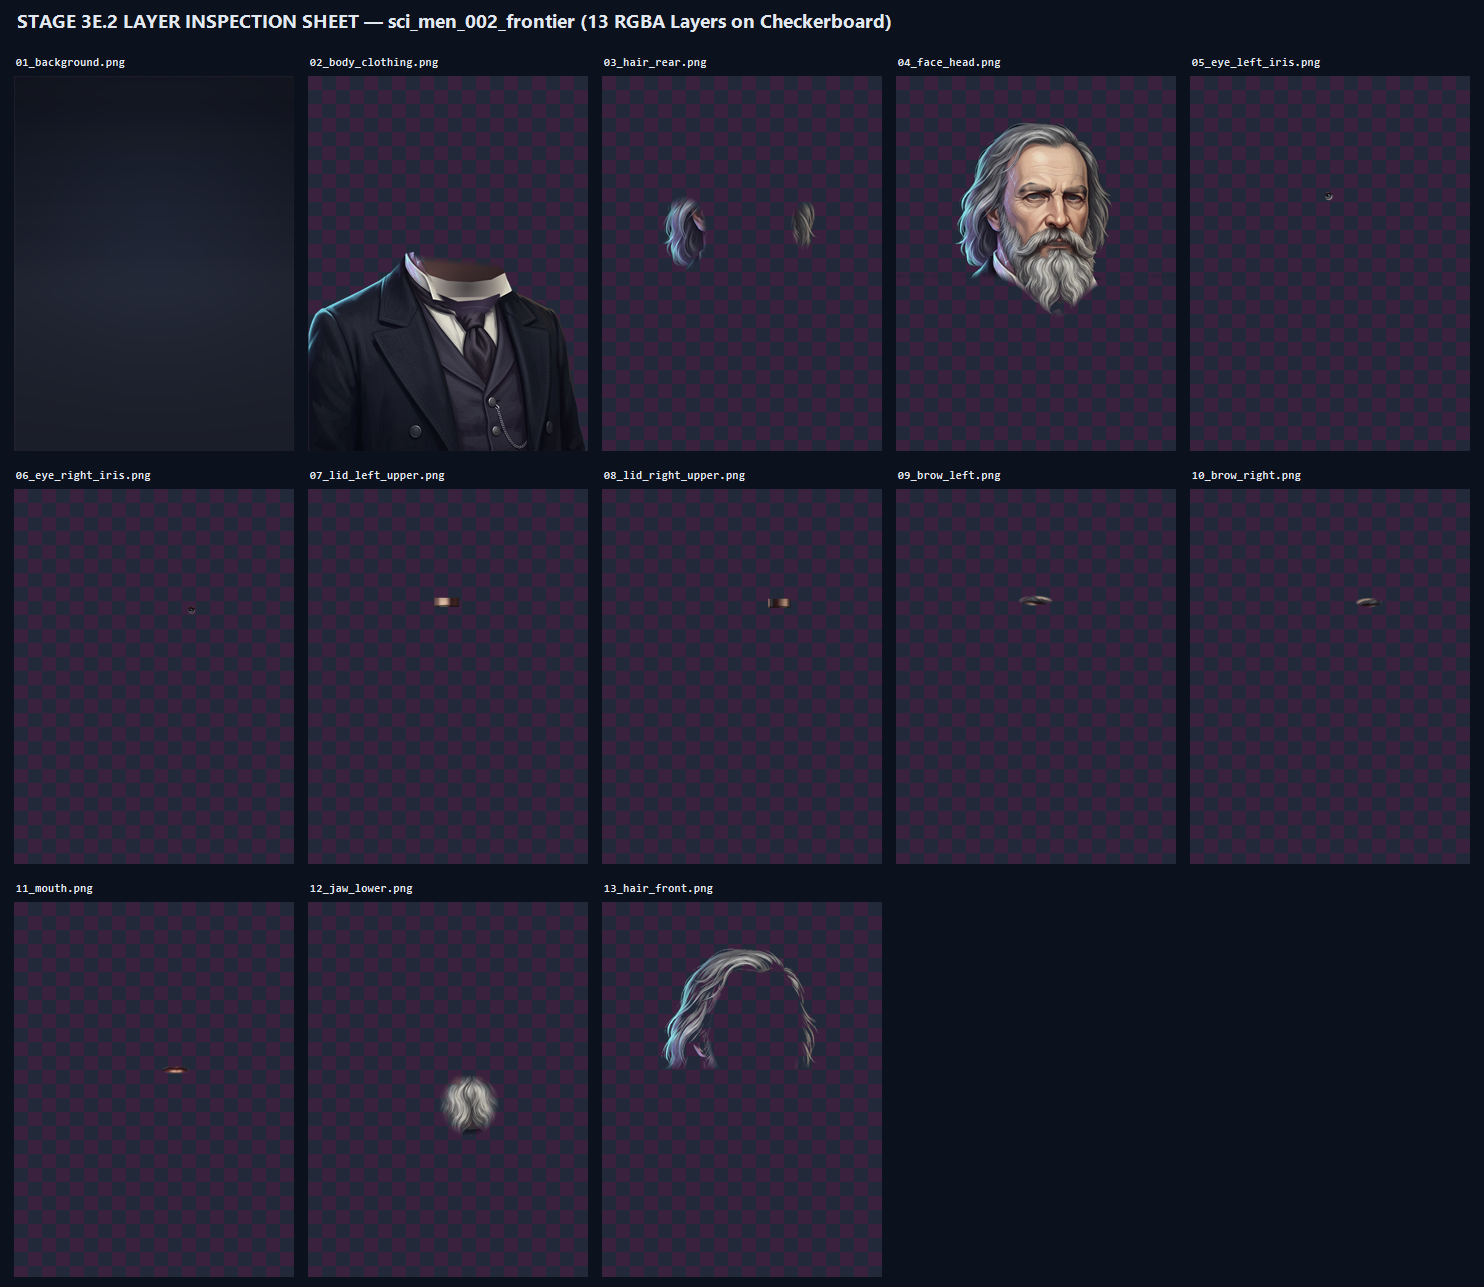 STAGE 3E.2 LAYER INSPECTION SHEET — sci_men_002_frontier (13 RGBA Layers on Checkerboard)
01_background.png
02_body_clothing.png
03_hair_rear.png
04_face_head.png
05_eye_left_iris.png
06_eye_right_iris.png
07_lid_left_upper.png
08_lid_right_upper.png
09_brow_left.png
10_brow_right.png
11_mouth.png
12_jaw_lower.png
13_hair_front.png